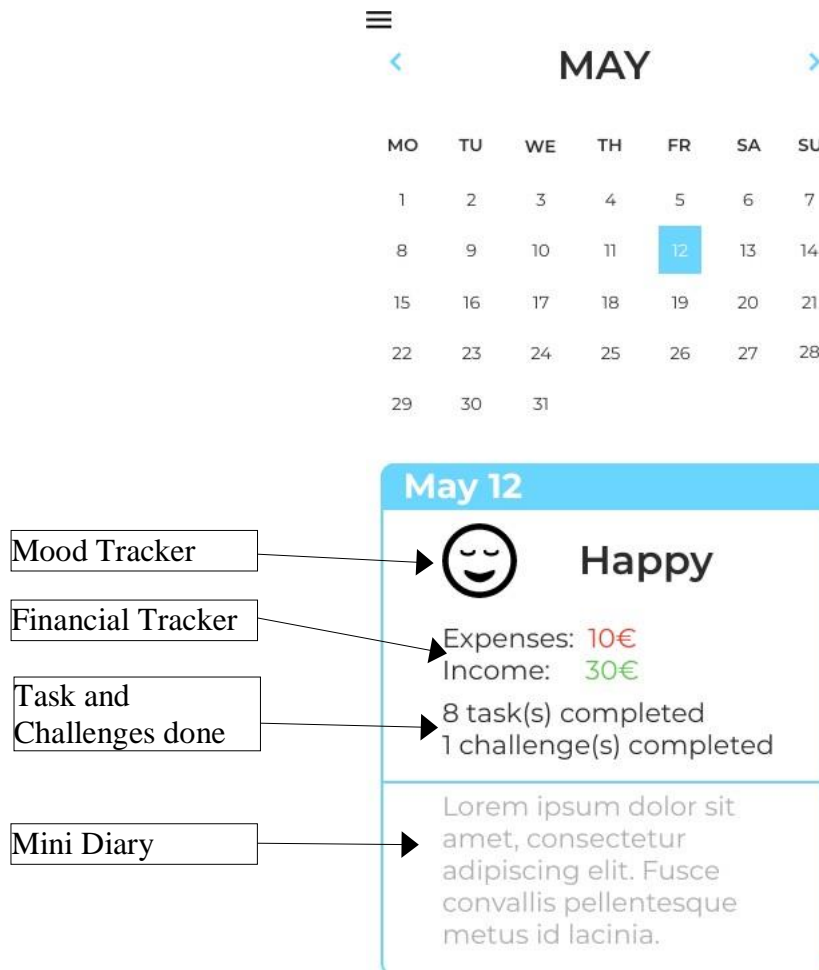 MAY
MO TU WE TH FR SA SU
1 2 3 4 5 6 7
8 9 10 11 12 13 14
15 16 17 18 19 20 21
22 23 24 25 26 27 28
29 30 31
May 12
Mood Tracker
Happy
Financial Tracker
Expenses: 10€
Income: 30€
Task and
Challenges done
8 task(s) completed
1 challenge(s) completed
Mini Diary
Lorem ipsum dolor sit
amet, consectetur
adipiscing elit. Fusce
convallis pellentesque
metus id lacinia.